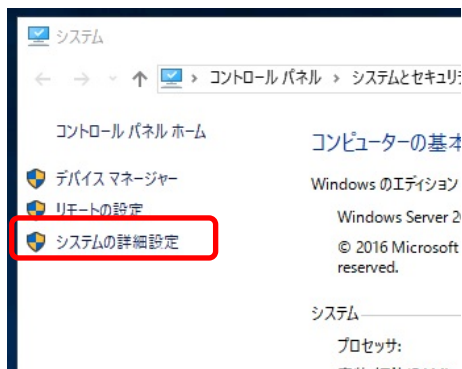 システム
コントロール パネル › システムとセキュリ
コントロール パネル ホーム
デバイス マネージャー
リモートの設定
システムの詳細設定
コンピューターの基本
Windows のエディション
Windows Server 20
© 2016 Microsoft
reserved.
システム
プロセッサ: